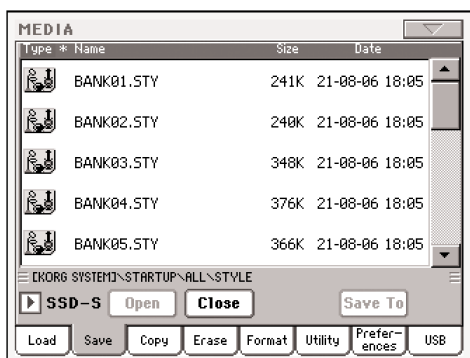 MEDIA
Type * Name Size Date
BANK01.STY 241K 21-08-06 18:05
BANK02.STY 240K 21-08-06 18:05
BANK03.STY 348K 21-08-06 18:05
BANK04.STY 376K 21-08-06 18:05
BANK05.STY 366K 21-08-06 18:05
[KORG SYSTEM]\STARTUP\ALL\STYLE
SSD-S Open Close Save To
Load Save Copy Erase Format Utility Prefer-ences USB